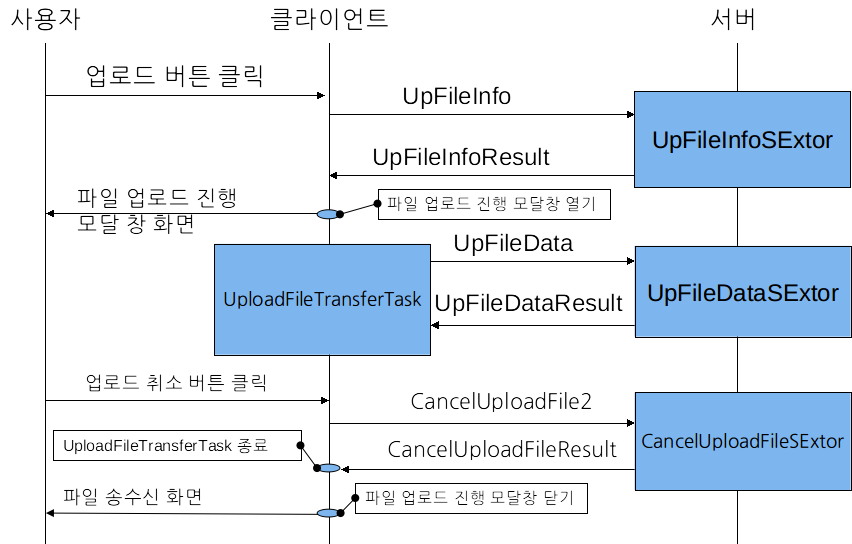 사용자
클라이언트
서버
업로드 버튼 클릭
UpFileInfo
UpFileInfoSExtor
UpFileInfoResult
파일 업로드 진행
모달 창 화면
파일 업로드 진행 모달창 열기
UpFileData
UploadFileTransferTask
UpFileDataSExtor
UpFileDataResult
업로드 취소 버튼 클릭
CancelUploadFile2
CancelUploadFileSExtor
UploadFileTransferTask 종료
CancelUploadFileResult
파일 송수신 화면
파일 업로드 진행 모달창 닫기